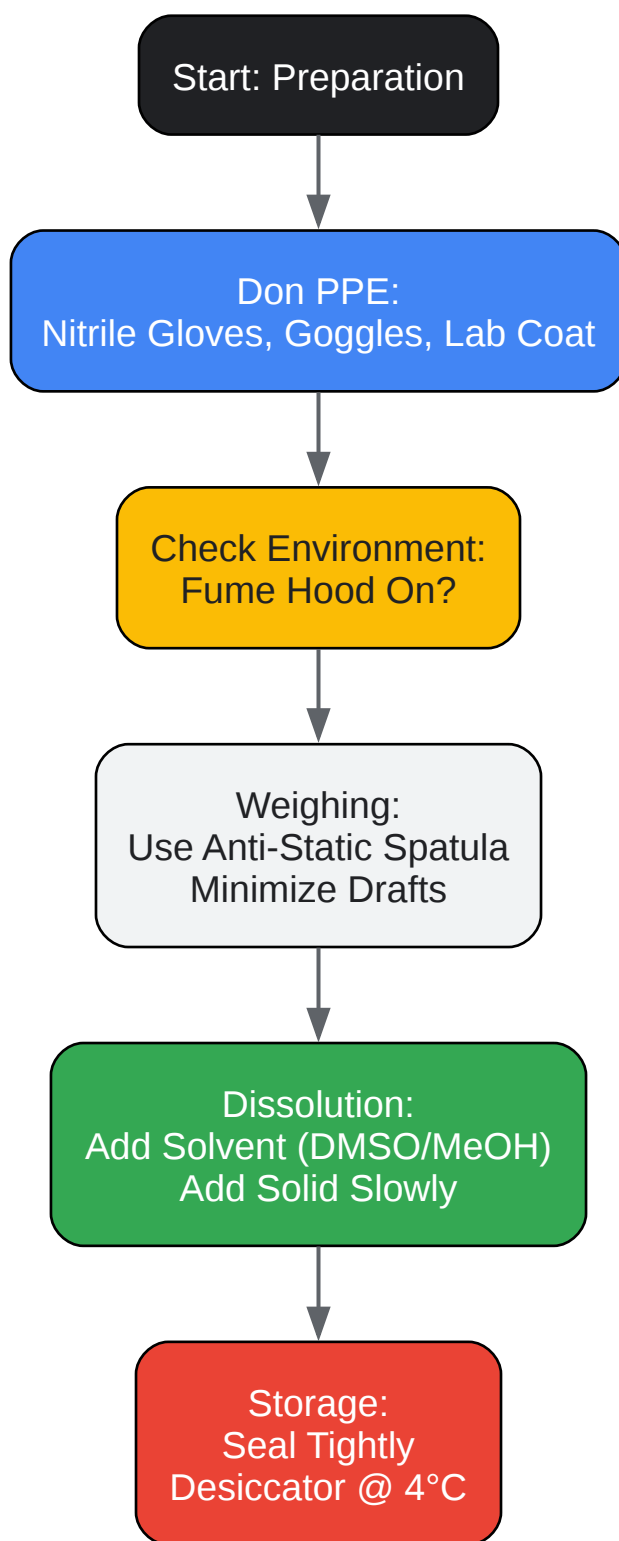 Start: Preparation
Don PPE:
Nitrile Gloves, Goggles, Lab Coat
Check Environment:
Fume Hood On?
Weighing:
Use Anti-Static Spatula
Minimize Drafts
Dissolution:
Add Solvent (DMSO/MeOH)
Add Solid Slowly
Storage:
Seal Tightly
Desiccator @ 4°C